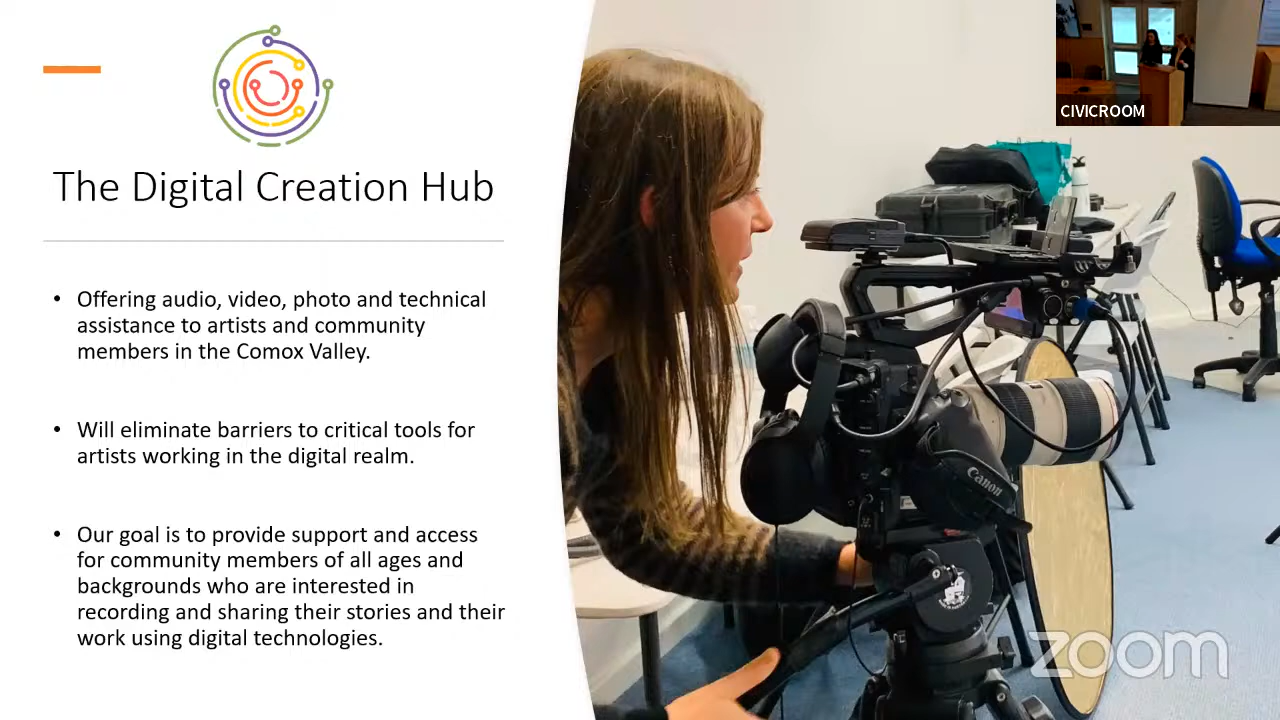 CIVICROOM
The Digital Creation Hub
• Offering audio, video, photo and technical
assistance to artists and community
members in the Comox Valley.
• Will eliminate barriers to critical tools for
artists working in the digital realm.
• Our goal is to provide support and access
for community members of all ages and
backgrounds who are interested in
recording and sharing their stories and their
work using digital technologies.
Canon
zoom